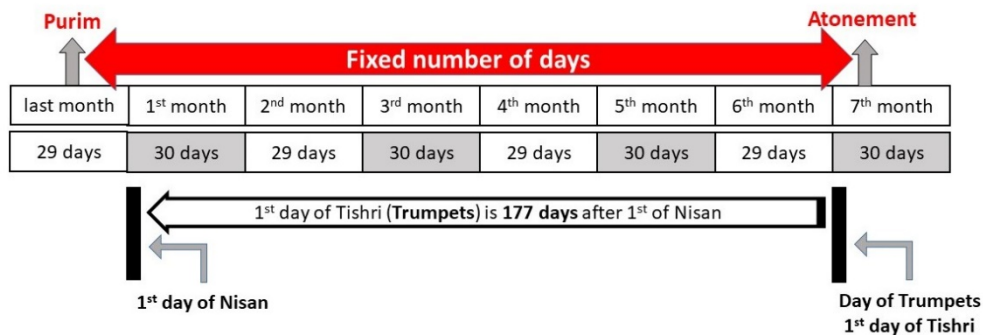 Purim Atonement
Fixed number of days
last month 1st month 2nd month 3rd month 4th month 5th month 6th month 7th month
29 days 30 days 29 days 30 days 29 days 30 days 29 days 30 days
1st day of Tishri (Trumpets) is 177 days after 1st of Nisan
1st day of Nisan
Day of Trumpets
1st day of Tishri